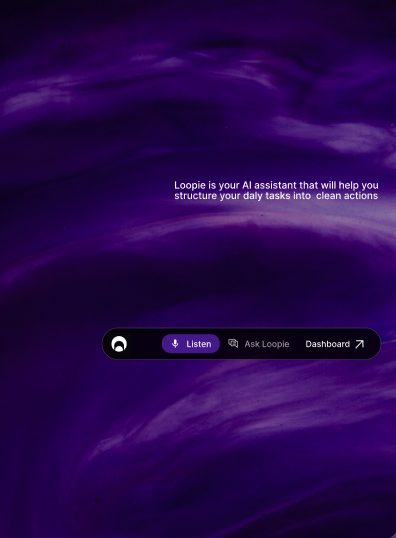 Loopie is your AI assistant that will help you
structure your daly tasks into  clean actions
Listen
Ask Loopie
Dashboard